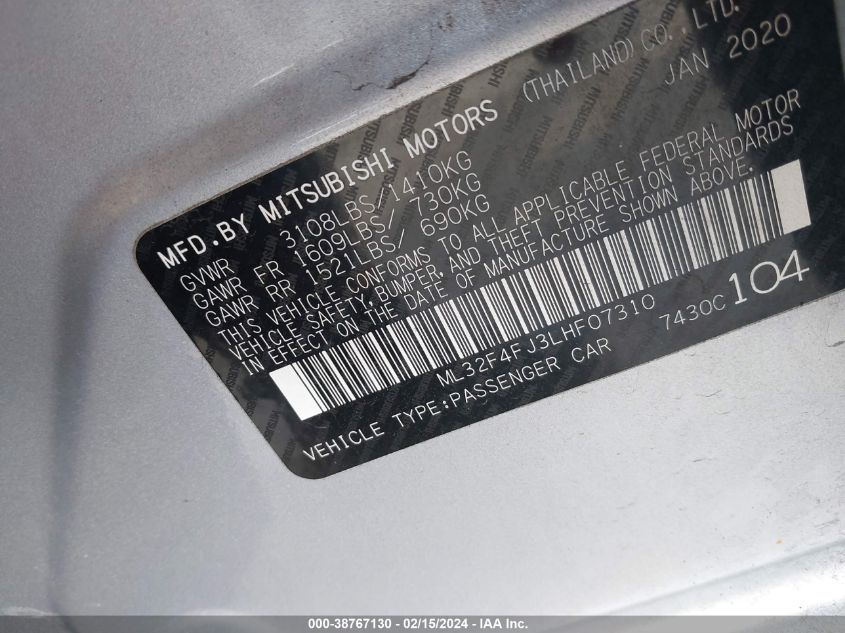 MFD.BY MITSUBISHI MOTORS (THAILAND)CO.,LTD.
JAN 2020
GVWR 3108LBS/1410KG
GAWR FR 1609LBS/ 730KG
GAWR RR 1521LBS/ 690KG
THIS VEHICLE CONFORMS TO ALL APPLICABLE FEDERAL MOTOR
VEHICLE SAFETY,BUMPER,AND THEFT PREVENTION STANDARDS
IN EFFECT ON THE DATE OF MANUFACTURE SHOWN ABOVE.
ML32F4FJ3LHF07310
7430C 104
VEHICLE TYPE:PASSENGER CAR
000-38767130 - 02/15/2024 - IAA Inc.